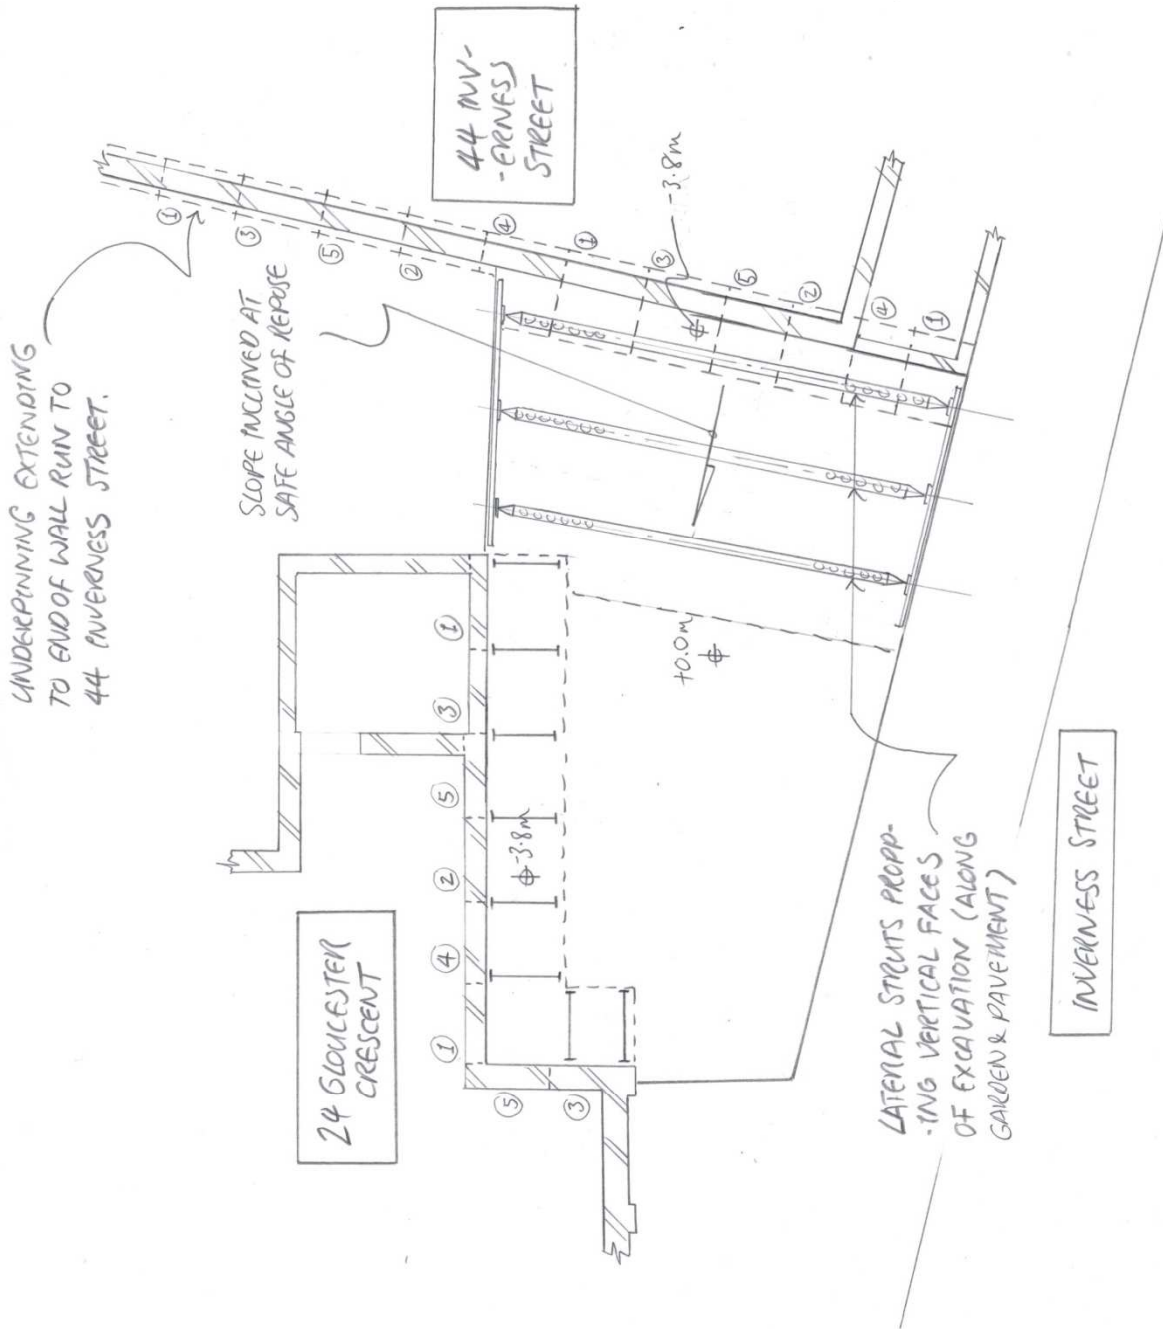 UNDERPINNING EXTENDING
TO END OF WALL RUN TO
44 INVERNESS STREET.
SLOPE INCLINED AT
SAFE ANGLE OF REPOSE
44 INV-
-ERNESS
STREET
1
3
5
2
4
1
3
5
2
4
1
-3.8m
24 GLOUCESTER
CRESCENT
1
3
5
2
4
1
5
3
-3.8m
+0.0m
LATERAL STRUTS PROPP-
-ING VERTICAL FACES
OF EXCAVATION (ALONG
GARDEN & PAVEMENT)
INVERNESS STREET